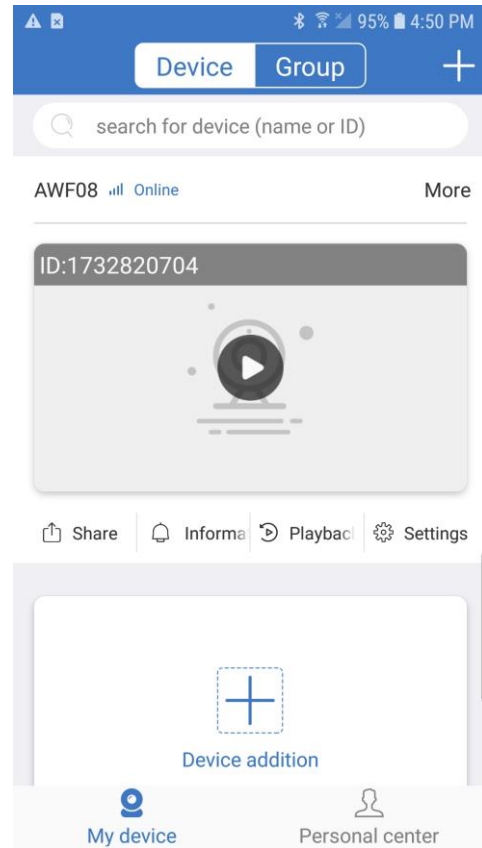 95% 4:50 PM
Device Group
search for device (name or ID)
AWF08 Online More
ID:1732820704
Share Informa Playbac Settings
Device addition
My device Personal center